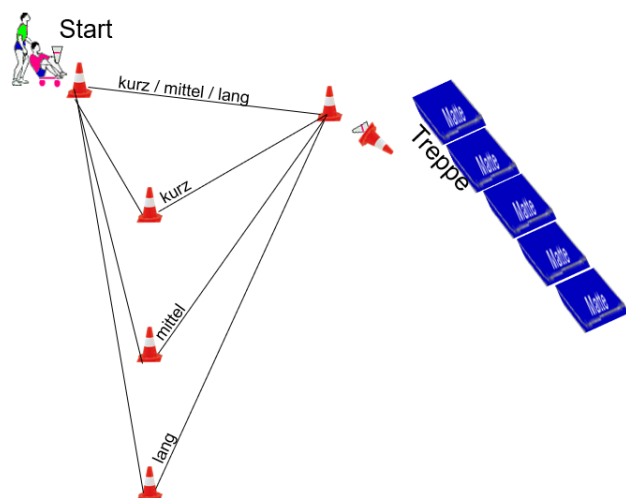 Start
kurz / mittel / lang
kurz
mittel
lang
Treppe
Matte
Matte
Matte
Matte
Matte